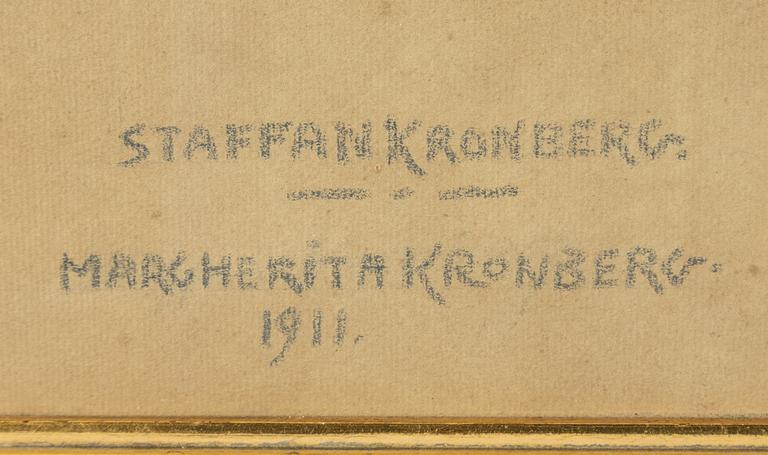 STAFFAN KRONBERG.
MARGHERITA KRONBERG.
1911.